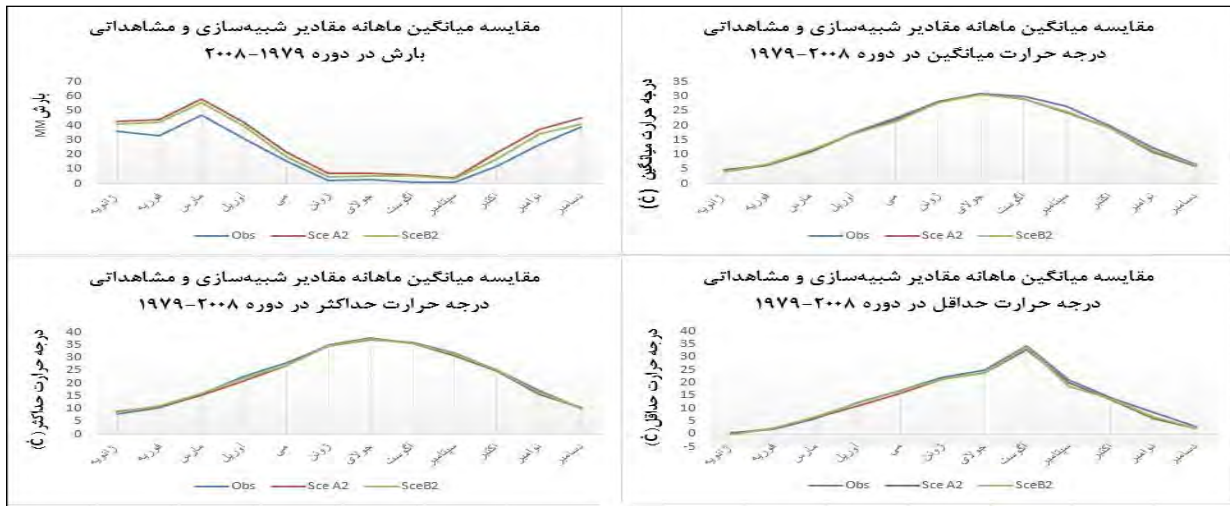 مقایسه میانگین ماهانه مقادیر شبیه‌سازی و مشاهداتی
بارش در دوره ۱۹۷۹-۲۰۰۸
بارش MM
70
60
50
40
30
20
10
0
ژانویه
فوریه
مارس
آوریل
می
ژوئن
جولای
آگوست
سپتامبر
اکتبر
نوامبر
دسامبر
Obs
Sce A2
SceB2
مقایسه میانگین ماهانه مقادیر شبیه‌سازی و مشاهداتی
درجه حرارت میانگین در دوره ۲۰۰۸-۱۹۷۹
درجه حرارت میانگین (Ċ)
35
30
25
20
15
10
5
0
ژانویه
فوریه
مارس
آوریل
می
ژوئن
جولای
آگوست
سپتامبر
اکتبر
نوامبر
دسامبر
Obs
Sce A2
SceB2
مقایسه میانگین ماهانه مقادیر شبیه‌سازی و مشاهداتی
درجه حرارت حداکثر در دوره ۲۰۰۸-۱۹۷۹
درجه حرارت حداکثر (Ċ)
40
35
30
25
20
15
10
5
0
ژانویه
فوریه
مارس
آوریل
می
ژوئن
جولای
آگوست
سپتامبر
اکتبر
نوامبر
دسامبر
Obs
Sce A2
SceB2
مقایسه میانگین ماهانه مقادیر شبیه‌سازی و مشاهداتی
درجه حرارت حداقل در دوره ۲۰۰۸-۱۹۷۹
درجه حرارت حداقل (Ċ)
40
35
30
25
20
15
10
5
0
-5
ژانویه
فوریه
مارس
آوریل
می
ژوئن
جولای
آگوست
سپتامبر
اکتبر
نوامبر
دسامبر
Obs
Sce A2
SceB2